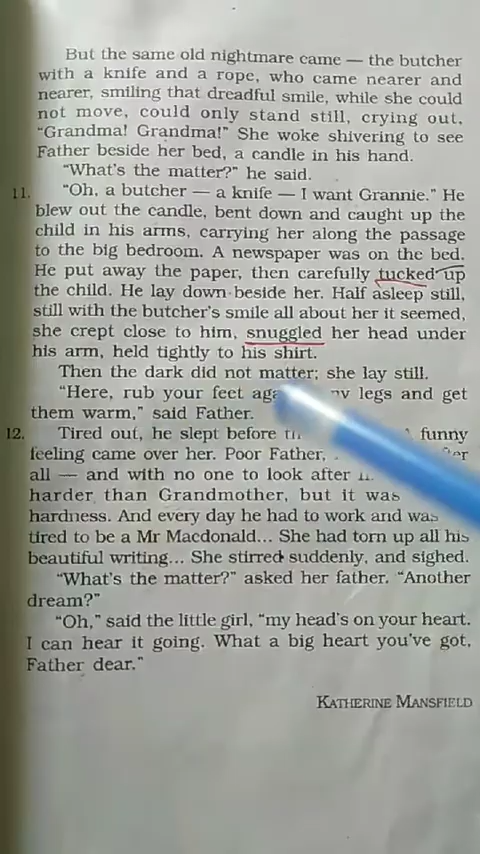 But the same old nightmare came — the butcher
with a knife and a rope, who came nearer and
nearer, smiling that dreadful smile, while she could
not move, could only stand still, crying out,
“Grandma! Grandma!” She woke shivering to see
Father beside her bed, a candle in his hand.
“What's the matter?” he said.
11. “Oh, a butcher — a knife — I want Grannie.” He
blew out the candle, bent down and caught up the
child in his arms, carrying her along the passage
to the big bedroom. A newspaper was on the bed.
He put away the paper, then carefully tucked up
the child. He lay down beside her. Half asleep still,
still with the butcher's smile all about her it seemed,
she crept close to him, snuggled her head under
his arm, held tightly to his shirt.
Then the dark did not matter; she lay still.
“Here, rub your feet legs and get
them warm,” said Father.
12. Tired out, he slept before funny
feeling came over her. Poor Father,
all — and with no one to look after
harder than Grandmother, but it was
hardness. And every day he had to work and was
tired to be a Mr Macdonald... She had torn up all his
beautiful writing... She stirred suddenly, and sighed.
“What's the matter?” asked her father. “Another
dream?”
“Oh,” said the little girl, “my head's on your heart.
I can hear it going. What a big heart you've got,
Father dear.”
KATHERINE MANSFIELD